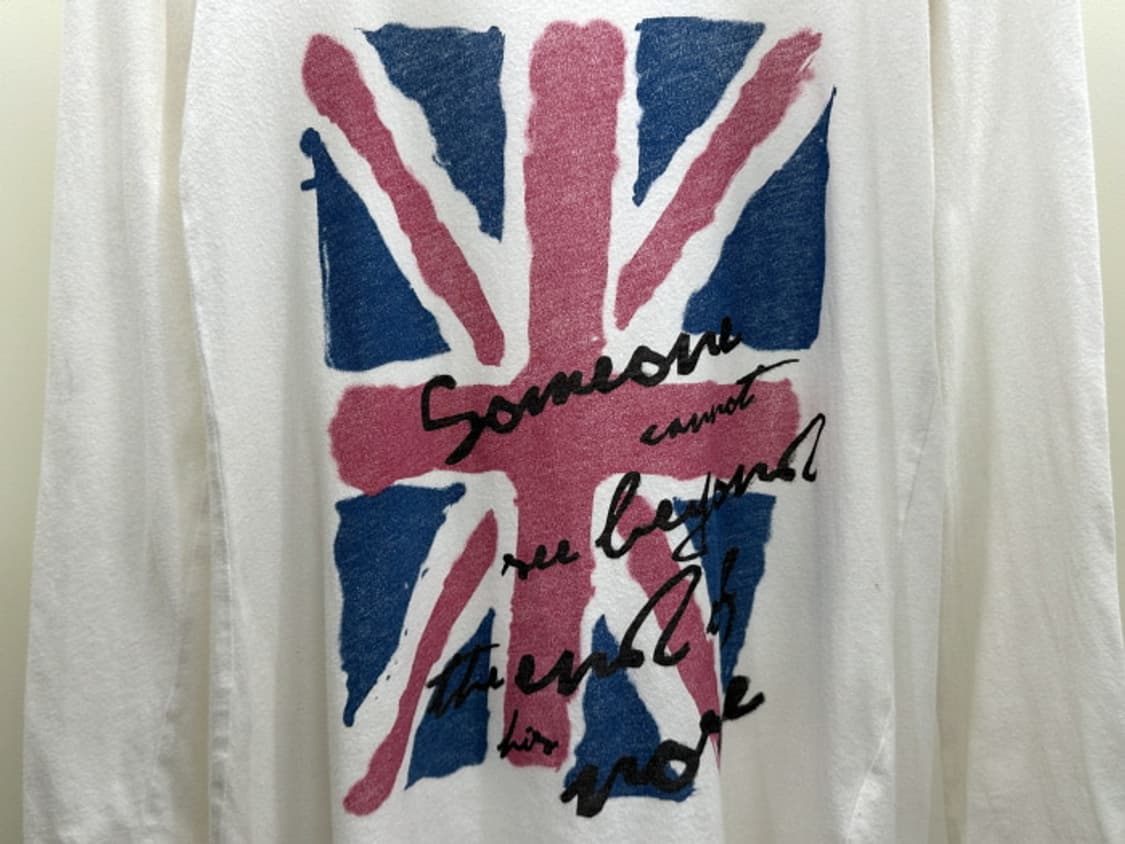 Someone
cannot
see beyond
the end of
his nose